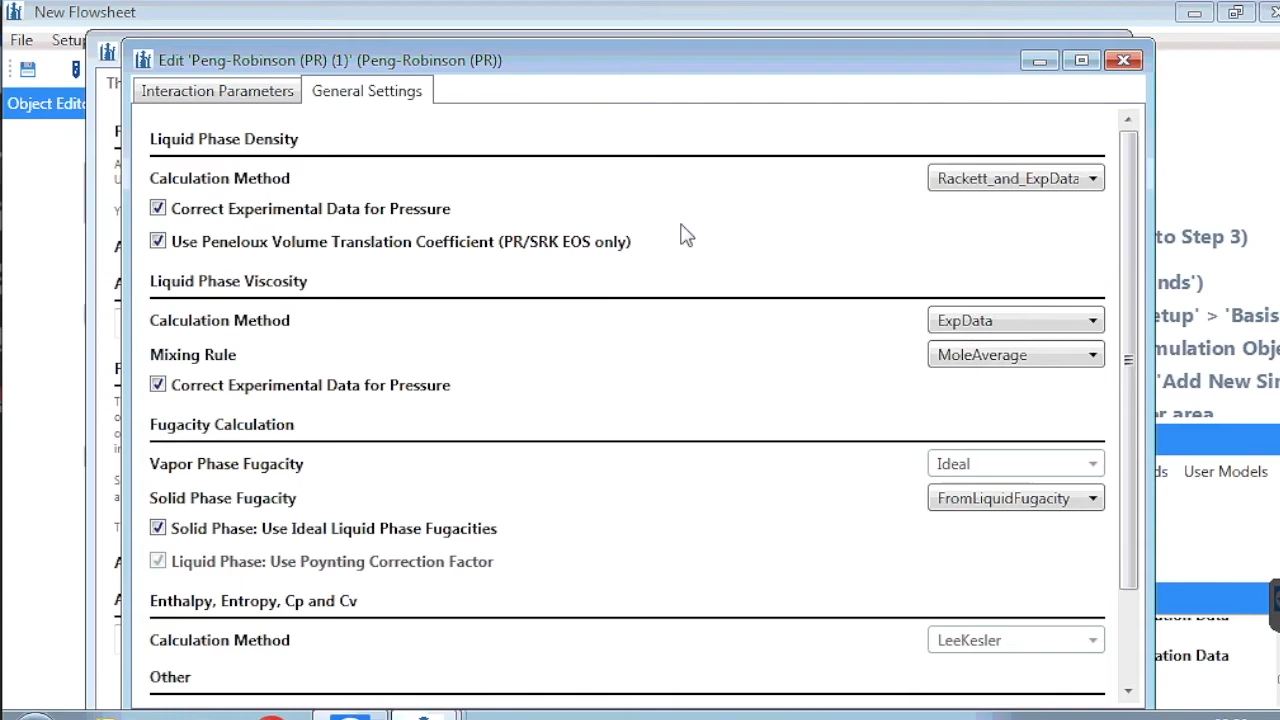 New Flowsheet
File Setup
Edit 'Peng-Robinson (PR) (1)' (Peng-Robinson (PR))
Interaction Parameters General Settings
Object Edit
Liquid Phase Density
Calculation Method Rackett_and_ExpData
Correct Experimental Data for Pressure
Use Peneloux Volume Translation Coefficient (PR/SRK EOS only)
to Step 3)
Liquid Phase Viscosity
nds')
etup' > 'Basis
Calculation Method ExpData
mulation Obje
Mixing Rule MoleAverage
'Add New Sin
Correct Experimental Data for Pressure
or area
Fugacity Calculation
Vapor Phase Fugacity Ideal
ds User Models
Solid Phase Fugacity FromLiquidFugacity
Solid Phase: Use Ideal Liquid Phase Fugacities
Liquid Phase: Use Poynting Correction Factor
Enthalpy, Entropy, Cp and Cv
Calculation Method LeeKesler
ation Data
Other